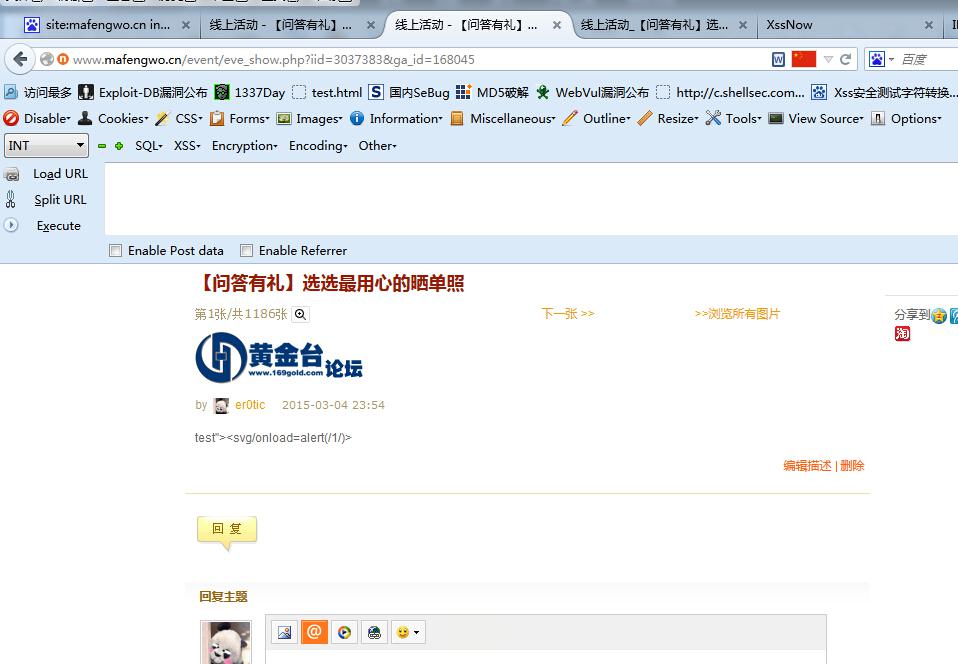 site:mafengwo.cn in... × 线上活动 - 【问答有礼】... × 线上活动 - 【问答有礼】... × 线上活动_【问答有礼】选... × XssNow ×
www.mafengwo.cn/event/eve_show.php?iid=3037383&ga_id=168045 百度
访问最多 Exploit-DB漏洞公布 1337Day test.html 国内SeBug MD5破解 WebVul漏洞公布 http://c.shellsec.com... Xss安全测试字符转换...
Disable Cookies CSS Forms Images Information Miscellaneous Outline Resize Tools View Source Options
INT SQL XSS Encryption Encoding Other
Load URL
Split URL
Execute
Enable Post data Enable Referrer
【问答有礼】选选最用心的晒单照
第1张/共1186张 下一张 >> >>浏览所有图片 分享到
淘
黄金台论坛
www.169gold.com
by er0tic 2015-03-04 23:54
test"><svg/onload=alert(/1/)>
编辑描述 | 删除
回 复
回复主题
@